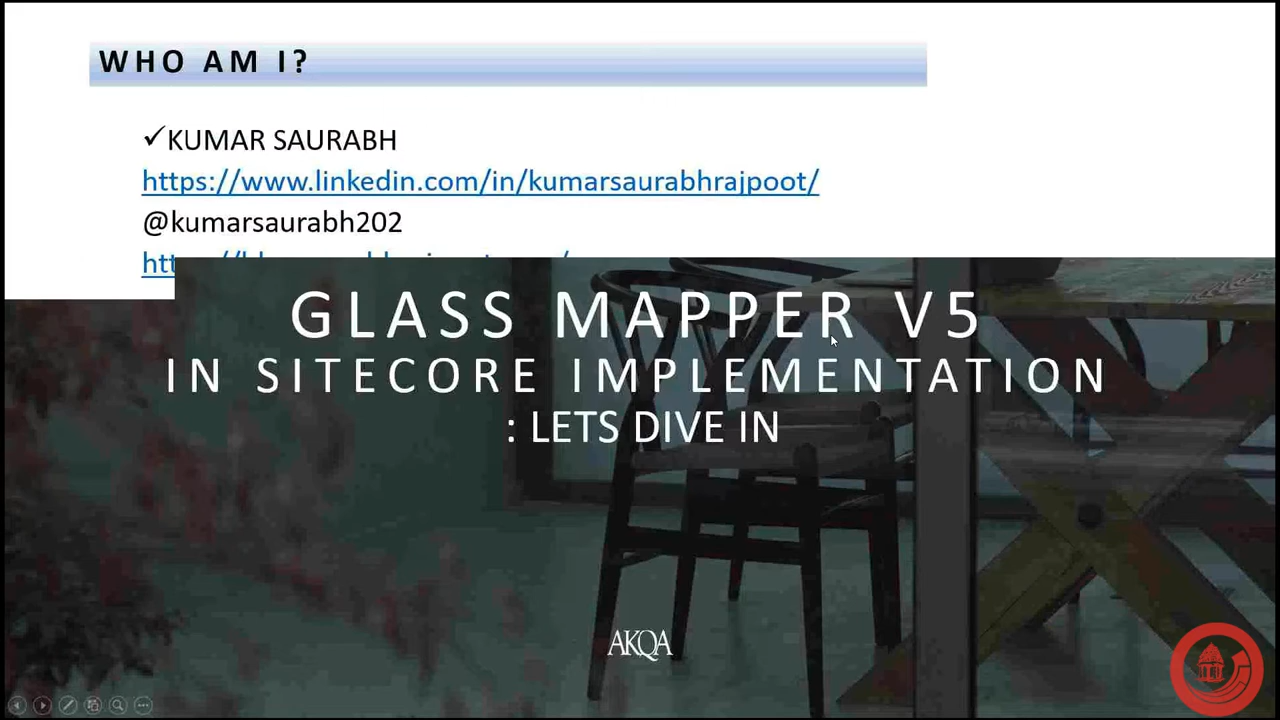 WHO AM I?
✓KUMAR SAURABH
https://www.linkedin.com/in/kumarsaurabhrajpoot/
@kumarsaurabh202
GLASS MAPPER V5
IN SITECORE IMPLEMENTATION
: LETS DIVE IN
AKQA